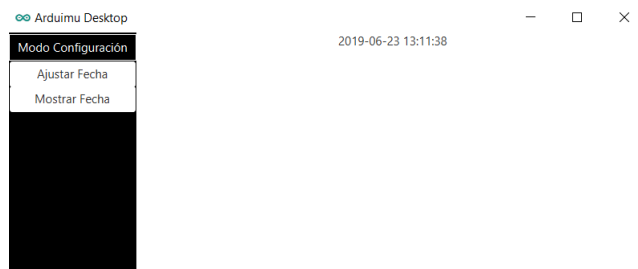 Arduimu Desktop
Modo Configuración
Ajustar Fecha
Mostrar Fecha
2019-06-23 13:11:38